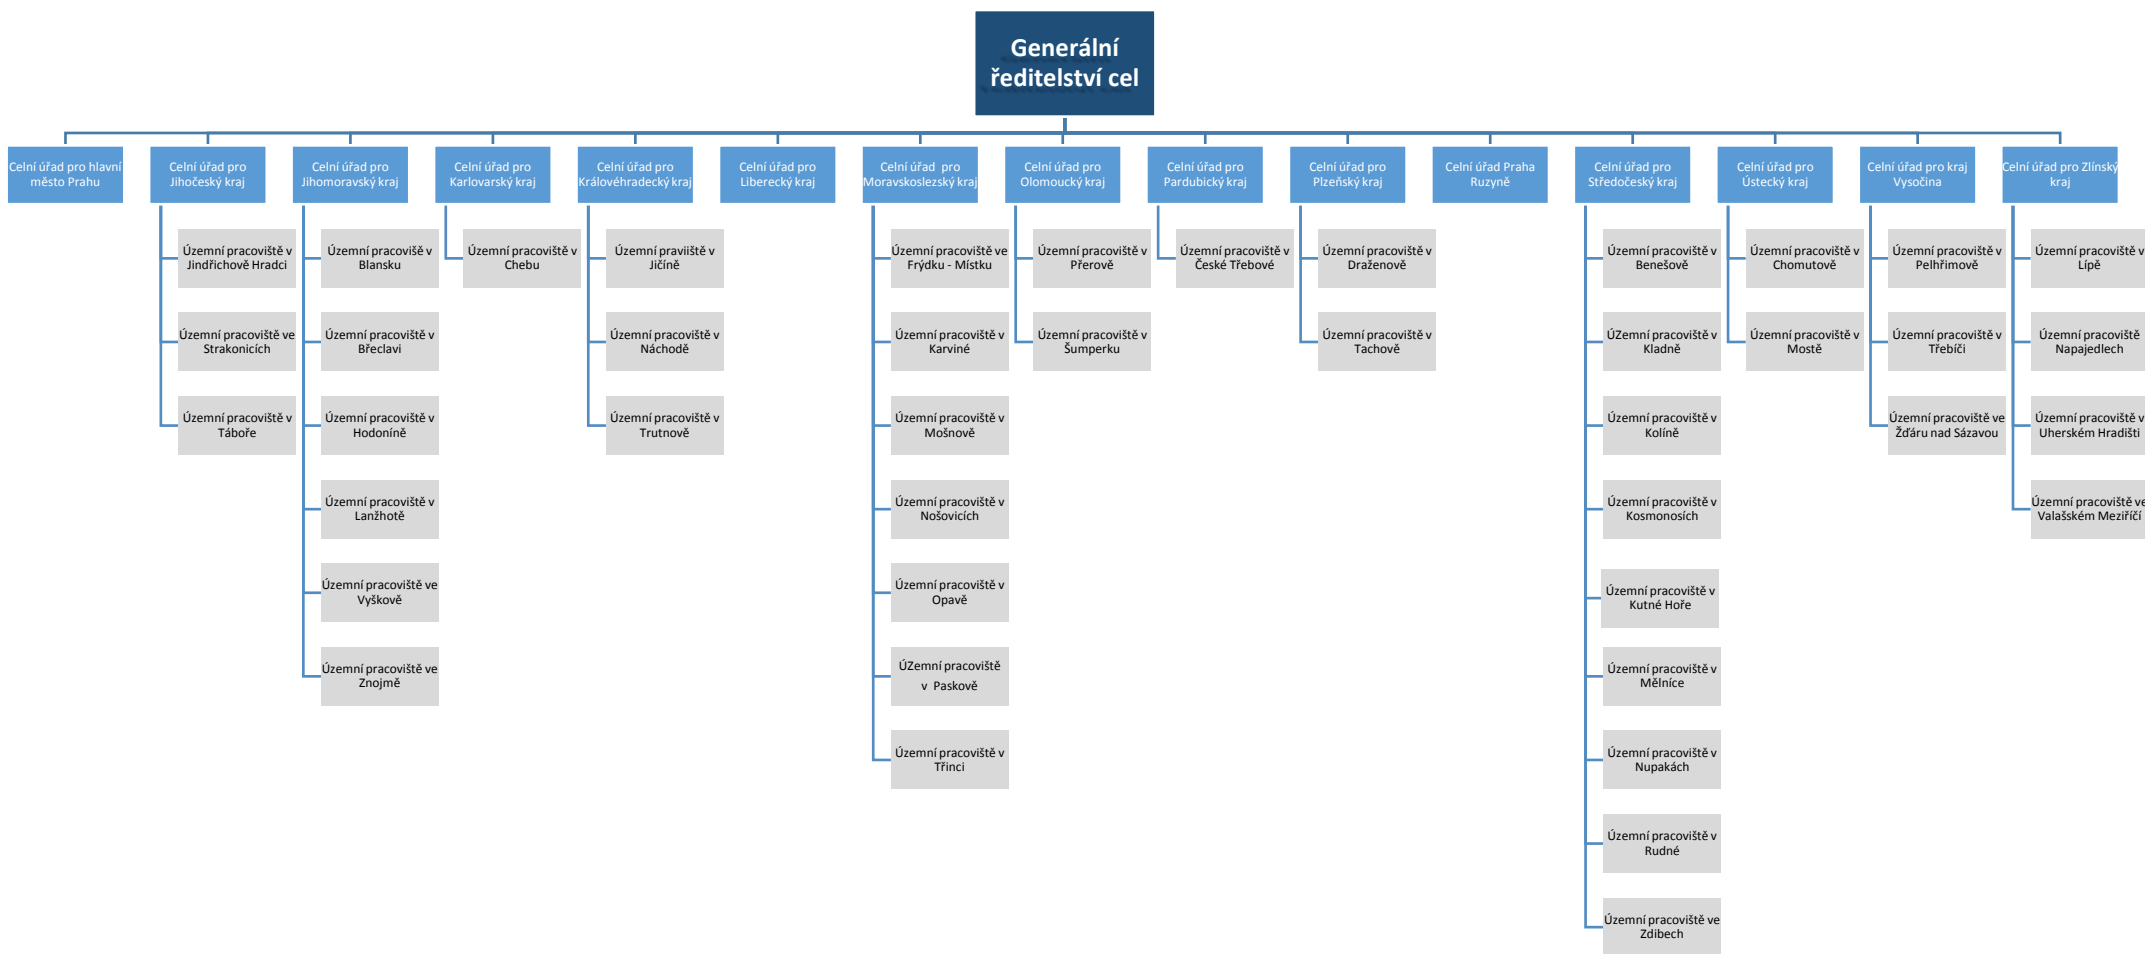 Generální
ředitelství cel
Celní úřad pro hlavní
město Prahu
Celní úřad pro
Jihočeský kraj
Územní pracoviště v
Jindřichově Hradci
Územní pracoviště ve
Strakonicích
Územní pracoviště v
Táboře
Celní úřad pro
Jihomoravský kraj
Územní pracovišě v
Blansku
Územní pracoviště v
Břeclavi
Územní pracoviště v
Hodoníně
Územní pracoviště v
Lanžhotě
Územní pracoviště ve
Vyškově
Územní pracoviště ve
Znojmě
Celní úřad pro
Karlovarský kraj
Územní pracoviště v
Chebu
Celní úřad pro
Královéhradecký kraj
Územní praviiště v
Jičíně
Územní pracoviště v
Náchodě
Územní pracoviště v
Trutnově
Celní úřad pro
Liberecký kraj
Celní úřad  pro
Moravskoslezský kraj
Územní pracoviště ve
Frýdku - Místku
Územní pracoviště v
Karviné
Územní pracoviště v
Mošnově
Územní pracoviště v
Nošovicích
Územní pracoviště v
Opavě
ÚZemní pracoviště
v  Paskově
Územní pracoviště v
Třinci
Celní úřad pro
Olomoucký kraj
Územní pracoviště v
Přerově
Územní pracoviště v
Šumperku
Celní úřad pro
Pardubický kraj
Územní pracoviště v
České Třebové
Celní úřad pro
Plzeňský kraj
Územní pracoviště v
Draženově
Územní pracoviště v
Tachově
Celní úřad Praha
Ruzyně
Celní úřad pro
Středočeský kraj
Územní pracoviště v
Benešově
ÚZemní pracoviště v
Kladně
Územní pracoviště v
Kolíně
Územní pracoviště v
Kosmonosích
Územní pracoviště v
Kutné Hoře
Územní pracoviště v
Mělníce
Územní pracoviště v
Nupakách
Územní pracoviště v
Rudné
Územní pracoviště ve
Zdibech
Celní úřad pro
Ústecký kraj
Územní pracoviště v
Chomutově
Územní pracoviště v
Mostě
Celní úřad pro kraj
Vysočina
Územní pracoviště v
Pelhřimově
Územní pracoviště v
Třebíči
Územní pracoviště ve
Žďáru nad Sázavou
Celní úřad pro Zlínský
kraj
Územní pracoviště v
Lípě
Územní pracoviště
Napajedlech
Územní pracoviště v
Uherském Hradišti
Územní pracoviště ve
Valašském Meziříčí